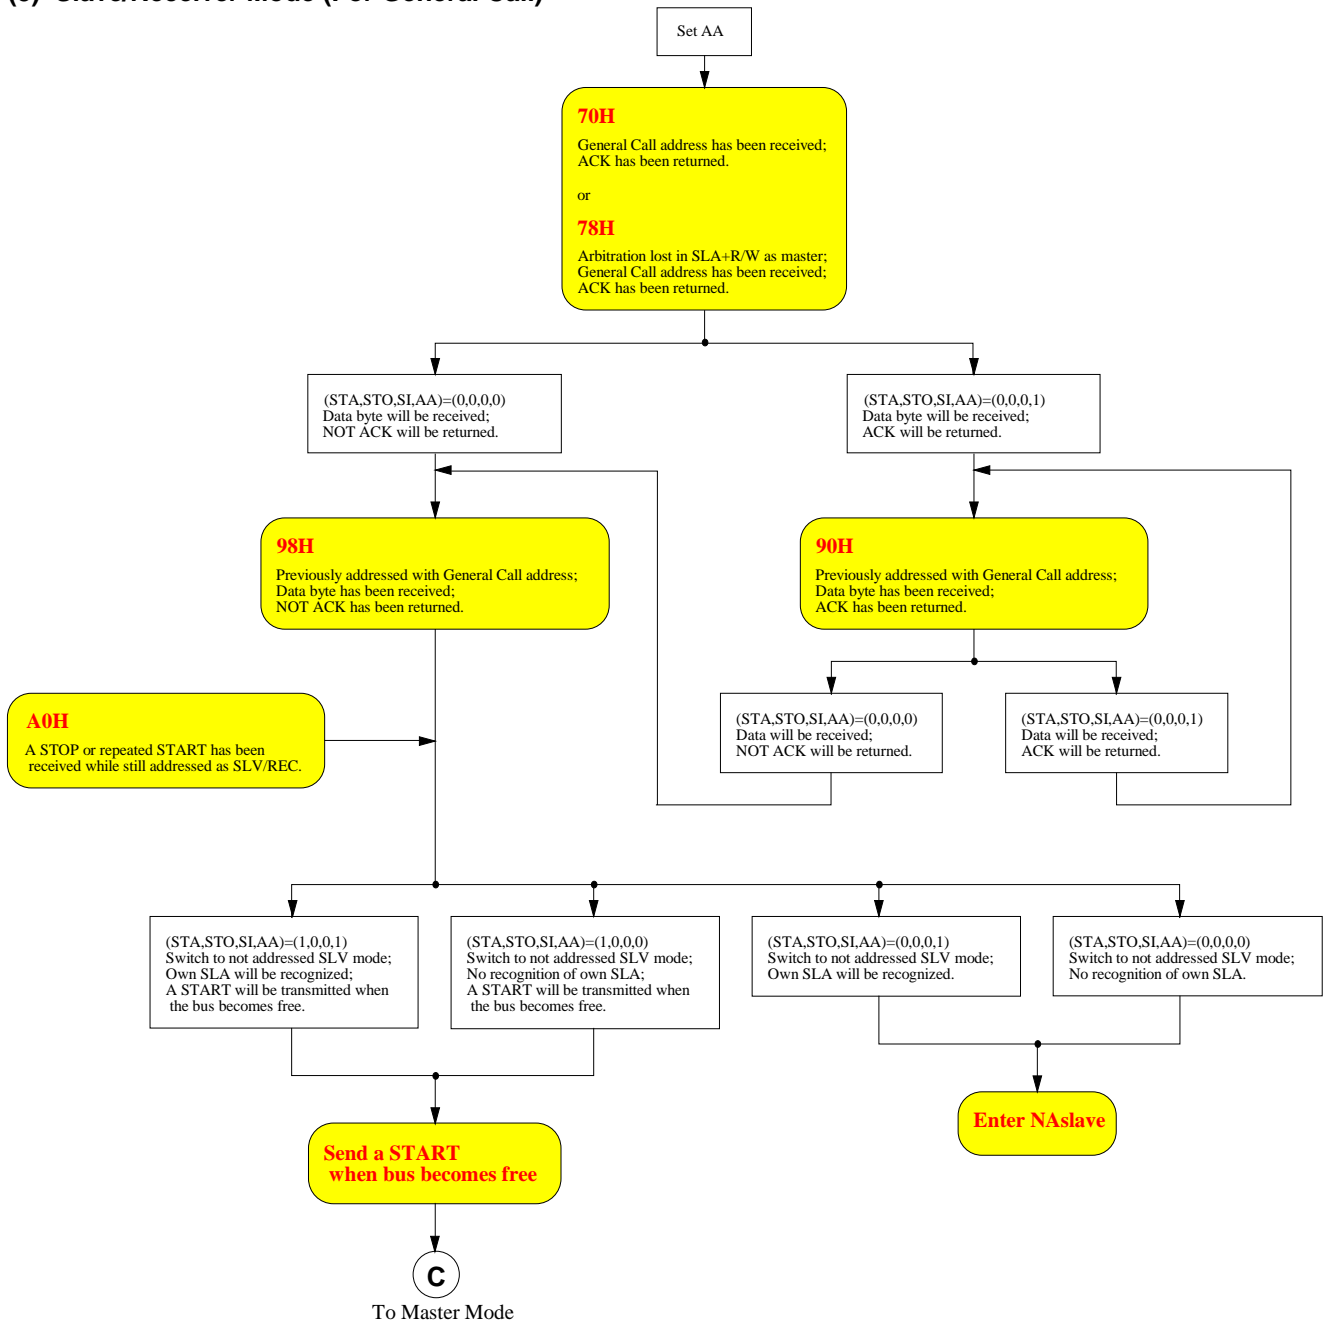 Set AA
70H
General Call address has been received;
ACK has been returned.
or
78H
Arbitration lost in SLA+R/W as master;
General Call address has been received;
ACK has been returned.
(STA,STO,SI,AA)=(0,0,0,0)
Data byte will be received;
NOT ACK will be returned.
(STA,STO,SI,AA)=(0,0,0,1)
Data byte will be received;
ACK will be returned.
98H
Previously addressed with General Call address;
Data byte has been received;
NOT ACK has been returned.
90H
Previously addressed with General Call address;
Data byte has been received;
ACK has been returned.
A0H
A STOP or repeated START has been
received while still addressed as SLV/REC.
(STA,STO,SI,AA)=(0,0,0,0)
Data will be received;
NOT ACK will be returned.
(STA,STO,SI,AA)=(0,0,0,1)
Data will be received;
ACK will be returned.
(STA,STO,SI,AA)=(1,0,0,1)
Switch to not addressed SLV mode;
Own SLA will be recognized;
A START will be transmitted when
the bus becomes free.
(STA,STO,SI,AA)=(1,0,0,0)
Switch to not addressed SLV mode;
No recognition of own SLA;
A START will be transmitted when
the bus becomes free.
(STA,STO,SI,AA)=(0,0,0,1)
Switch to not addressed SLV mode;
Own SLA will be recognized.
(STA,STO,SI,AA)=(0,0,0,0)
Switch to not addressed SLV mode;
No recognition of own SLA.
Send a START
when bus becomes free
Enter NAslave
C
To Master Mode